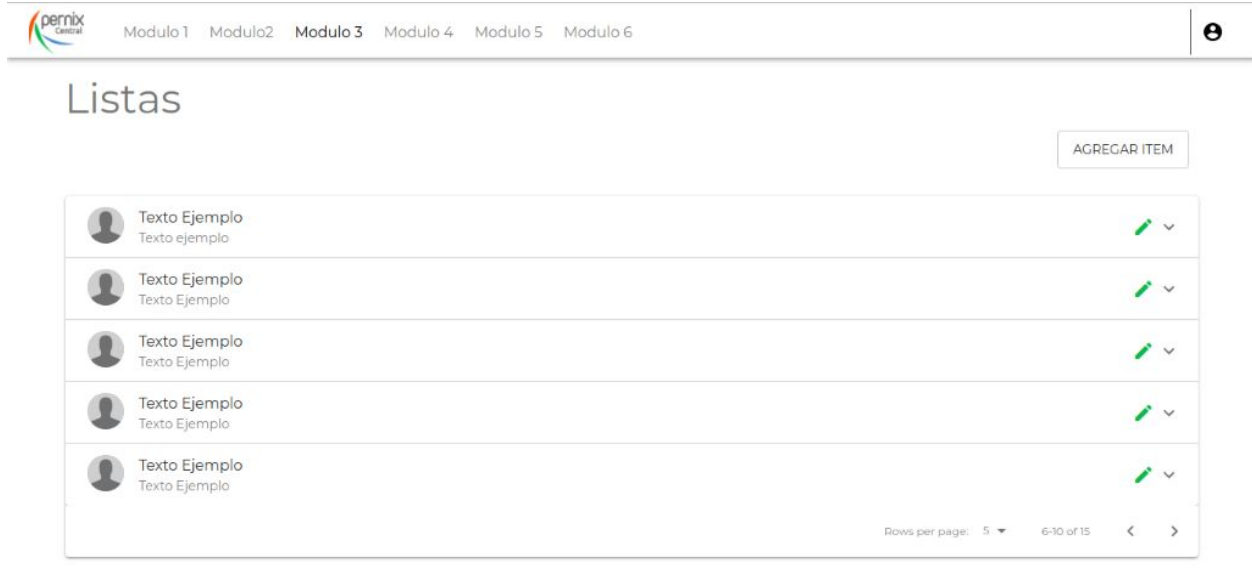 pernix
Central
Modulo 1 Modulo2 Modulo 3 Modulo 4 Modulo 5 Modulo 6
Listas
AGREGAR ITEM
Texto Ejemplo
Texto ejemplo
Texto Ejemplo
Texto Ejemplo
Texto Ejemplo
Texto Ejemplo
Texto Ejemplo
Texto Ejemplo
Texto Ejemplo
Texto Ejemplo
Rows per page: 5 6-10 of 15